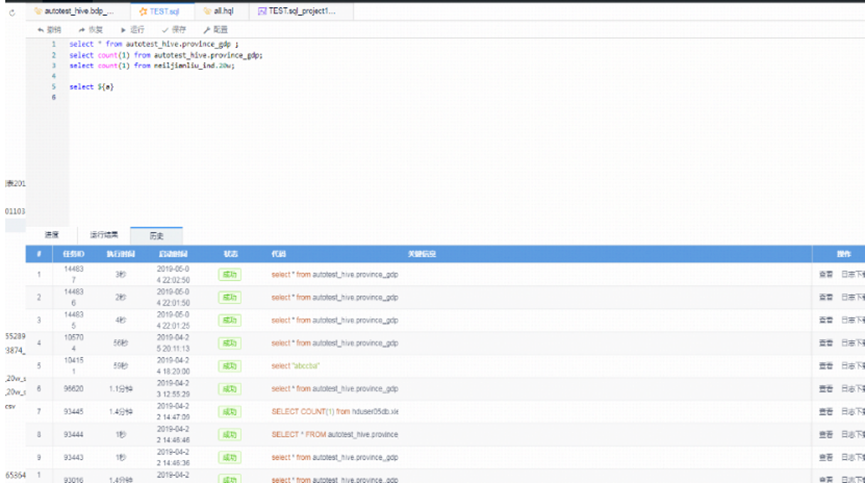 autotest_hive.bdp_... TEST.sql all.hql TEST.sql_project1...
撤销 恢复 运行 保存 配置
1 select * from autotest_hive.province_gdp ;
2 select count(1) from autotest_hive.province_gdp;
3 select count(1) from neiljianliu_ind.20w;
4
5 select ${a}
6
表201
01103
进度 运行结果 历史
# 任务ID 执行时间 启动时间 状态 代码 关键信息 操作
1 144837 3秒 2019-05-04 22:02:50 成功 select * from autotest_hive.province_gdp 查看 日志下载
2 144836 2秒 2019-05-04 22:01:50 成功 select * from autotest_hive.province_gdp 查看 日志下载
3 144835 4秒 2019-05-04 22:01:25 成功 select * from autotest_hive.province_gdp 查看 日志下载
55289
4 105704 56秒 2019-04-25 20:11:13 成功 select * from autotest_hive.province_gdp 查看 日志下载
3874_
5 104151 59秒 2019-04-24 18:20:00 成功 select "abccba" 查看 日志下载
_20w_
6 96620 1.1分钟 2019-04-23 12:55:29 成功 select * from autotest_hive.province_gdp 查看 日志下载
_20w_
csv
7 93445 1.4分钟 2019-04-22 14:47:09 成功 SELECT COUNT(1) from hduser05db.xie 查看 日志下载
8 93444 1秒 2019-04-22 14:46:46 成功 SELECT * FROM autotest_hive.province 查看 日志下载
9 93443 1秒 2019-04-22 14:46:36 成功 select * from autotest_hive.province_gdp 查看 日志下载
65364
1 93016 1.4分钟 2019-04-2 成功 select * from autotest_hive.province_gdp 查看 日志下载